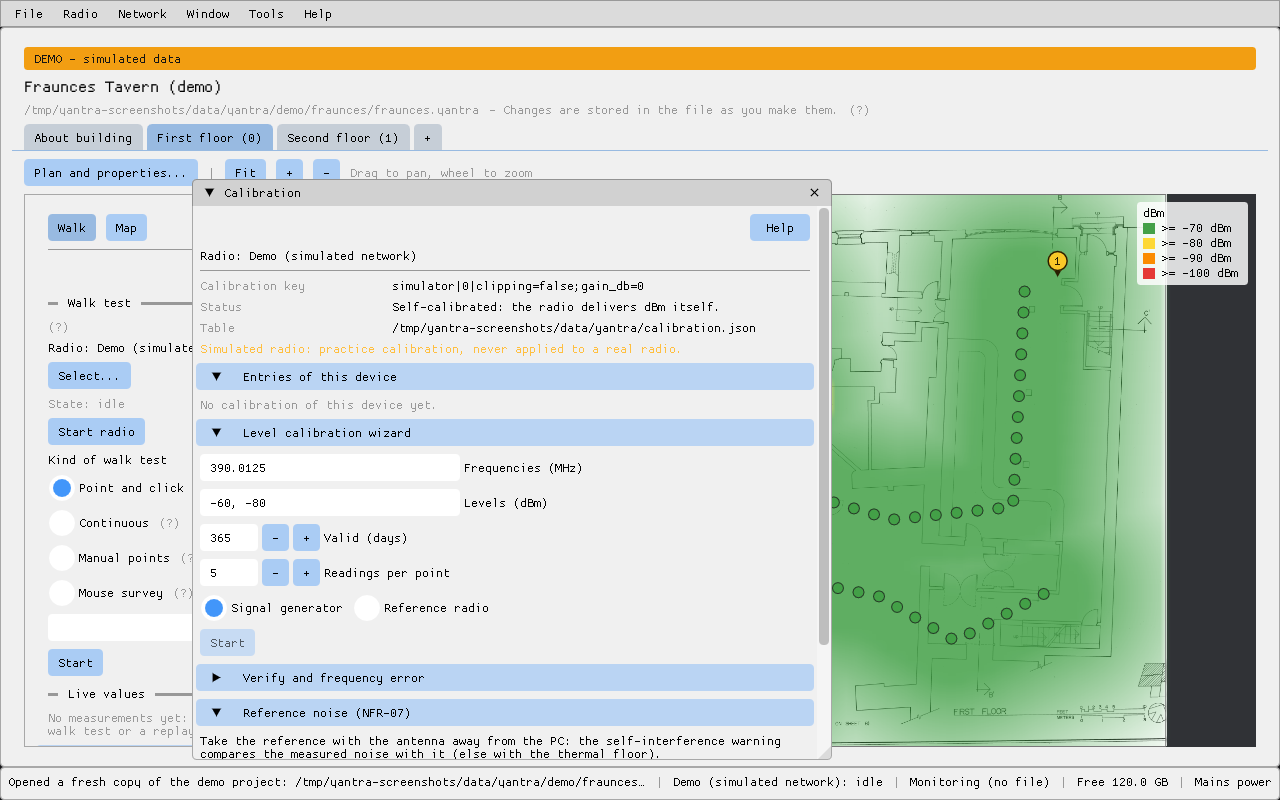 File Radio Network Window Tools Help
DEMO - simulated data
Fraunces Tavern (demo)
/tmp/yantra-screenshots/data/yantra/demo/fraunces/fraunces.yantra - Changes are stored in the file as you make them. (?)
About building First floor (0) Second floor (1) +
Plan and properties... | Fit + - Drag to pan, wheel to zoom
Walk Map
Walk test
(?)
Radio: Demo (simulate
Select...
State: idle
Start radio
Kind of walk test
Point and click
Continuous (?)
Manual points (?
Mouse survey (?)
Start
Live values
No measurements yet:
walk test or a replay
Calibration
Help
Radio: Demo (simulated network)
Calibration key simulator|0|clipping=false;gain_db=0
Status Self-calibrated: the radio delivers dBm itself.
Table /tmp/yantra-screenshots/data/yantra/calibration.json
Simulated radio: practice calibration, never applied to a real radio.
Entries of this device
No calibration of this device yet.
Level calibration wizard
390.0125 Frequencies (MHz)
-60, -80 Levels (dBm)
365 - + Valid (days)
5 - + Readings per point
Signal generator Reference radio
Start
Verify and frequency error
Reference noise (NFR-07)
Take the reference with the antenna away from the PC: the self-interference warning
compares the measured noise with it (else with the thermal floor).
dBm
>= -70 dBm
>= -80 dBm
>= -90 dBm
>= -100 dBm
1
FIRST FLOOR
Opened a fresh copy of the demo project: /tmp/yantra-screenshots/data/yantra/demo/fraunces… | Demo (simulated network): idle | Monitoring (no file) | Free 120.0 GB | Mains power